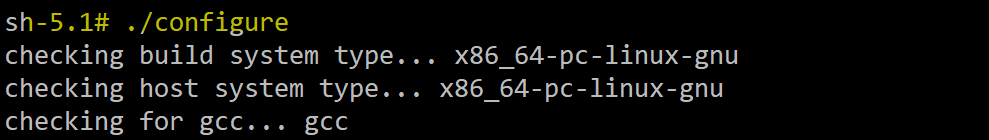 sh-5.1# ./configure
checking build system type... x86_64-pc-linux-gnu
checking host system type... x86_64-pc-linux-gnu
checking for gcc... gcc